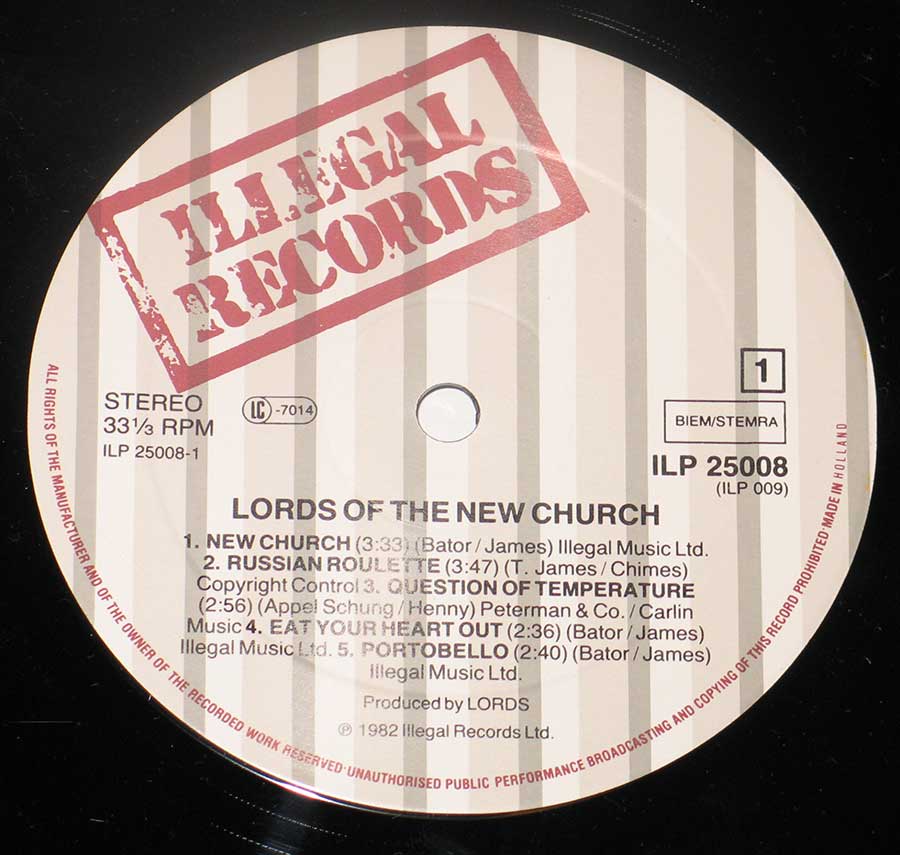 ILLEGAL
RECORDS
STEREO
33⅓ RPM
ILP 25008-1
LC -7014
1
BIEM/STEMRA
ILP 25008
(ILP 009)
LORDS OF THE NEW CHURCH
1. NEW CHURCH (3:33) (Bator/James) Illegal Music Ltd.
2. RUSSIAN ROULETTE (3:47) (T. James/Chimes)
Copyright Control 3. QUESTION OF TEMPERATURE
(2:56) (Appel Schung/Henny) Peterman & Co./Carlin
Music 4. EAT YOUR HEART OUT (2:36) (Bator/James)
Illegal Music Ltd. 5. PORTOBELLO (2:40) (Bator/James)
Illegal Music Ltd.
Produced by LORDS
℗ 1982 Illegal Records Ltd.
ALL RIGHTS OF THE MANUFACTURER AND OF THE OWNER OF THE RECORDED WORK RESERVED·UNAUTHORISED PUBLIC PERFORMANCE BROADCASTING AND COPYING OF THIS RECORD PROHIBITED·MADE IN HOLLAND